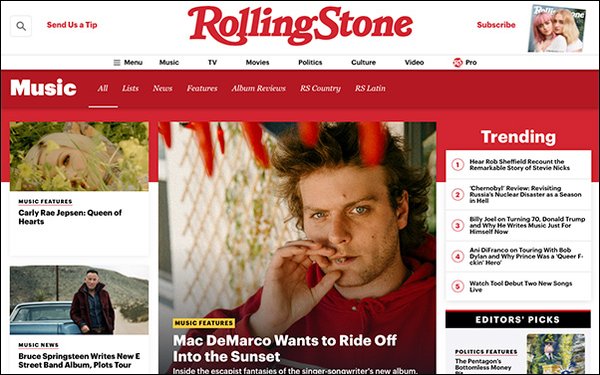 RollingStone
Send Us a Tip
Subscribe
Menu
Music
TV
Movies
Politics
Culture
Video
RS Pro
Music
All
Lists
News
Features
Album Reviews
RS Country
RS Latin
MUSIC FEATURES
Carly Rae Jepsen: Queen of
Hearts
MUSIC NEWS
Bruce Springsteen Writes New E
Street Band Album, Plots Tour
MUSIC FEATURES
Mac DeMarco Wants to Ride Off
Into the Sunset
Inside the escapist fantasies of the singer-songwriter's new album.
Trending
1 Hear Rob Sheffield Recount the
Remarkable Story of Stevie Nicks
2 'Chernobyl' Review: Revisiting
Russia's Nuclear Disaster as a Season
in Hell
3 Billy Joel on Turning 70, Donald Trump
and Why He Writes Music Just For
Himself Now
4 Ani DiFranco on Touring With Bob
Dylan and Why Prince Was a 'Queer F-
ckin' Hero'
5 Watch Tool Debut Two New Songs
Live
EDITORS' PICKS
POLITICS FEATURES
The Pentagon's
Bottomless Money